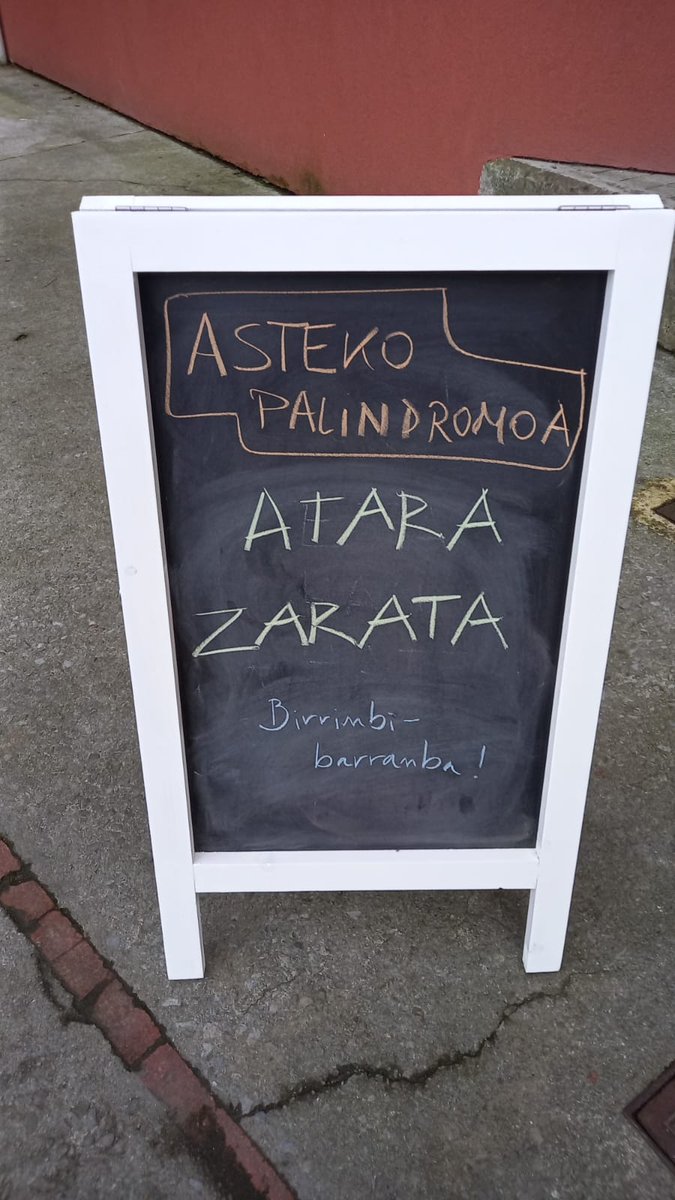 ASTEKO
PALINDROMOA
ATARA
ZARATA
Birrimbi-
barranba!